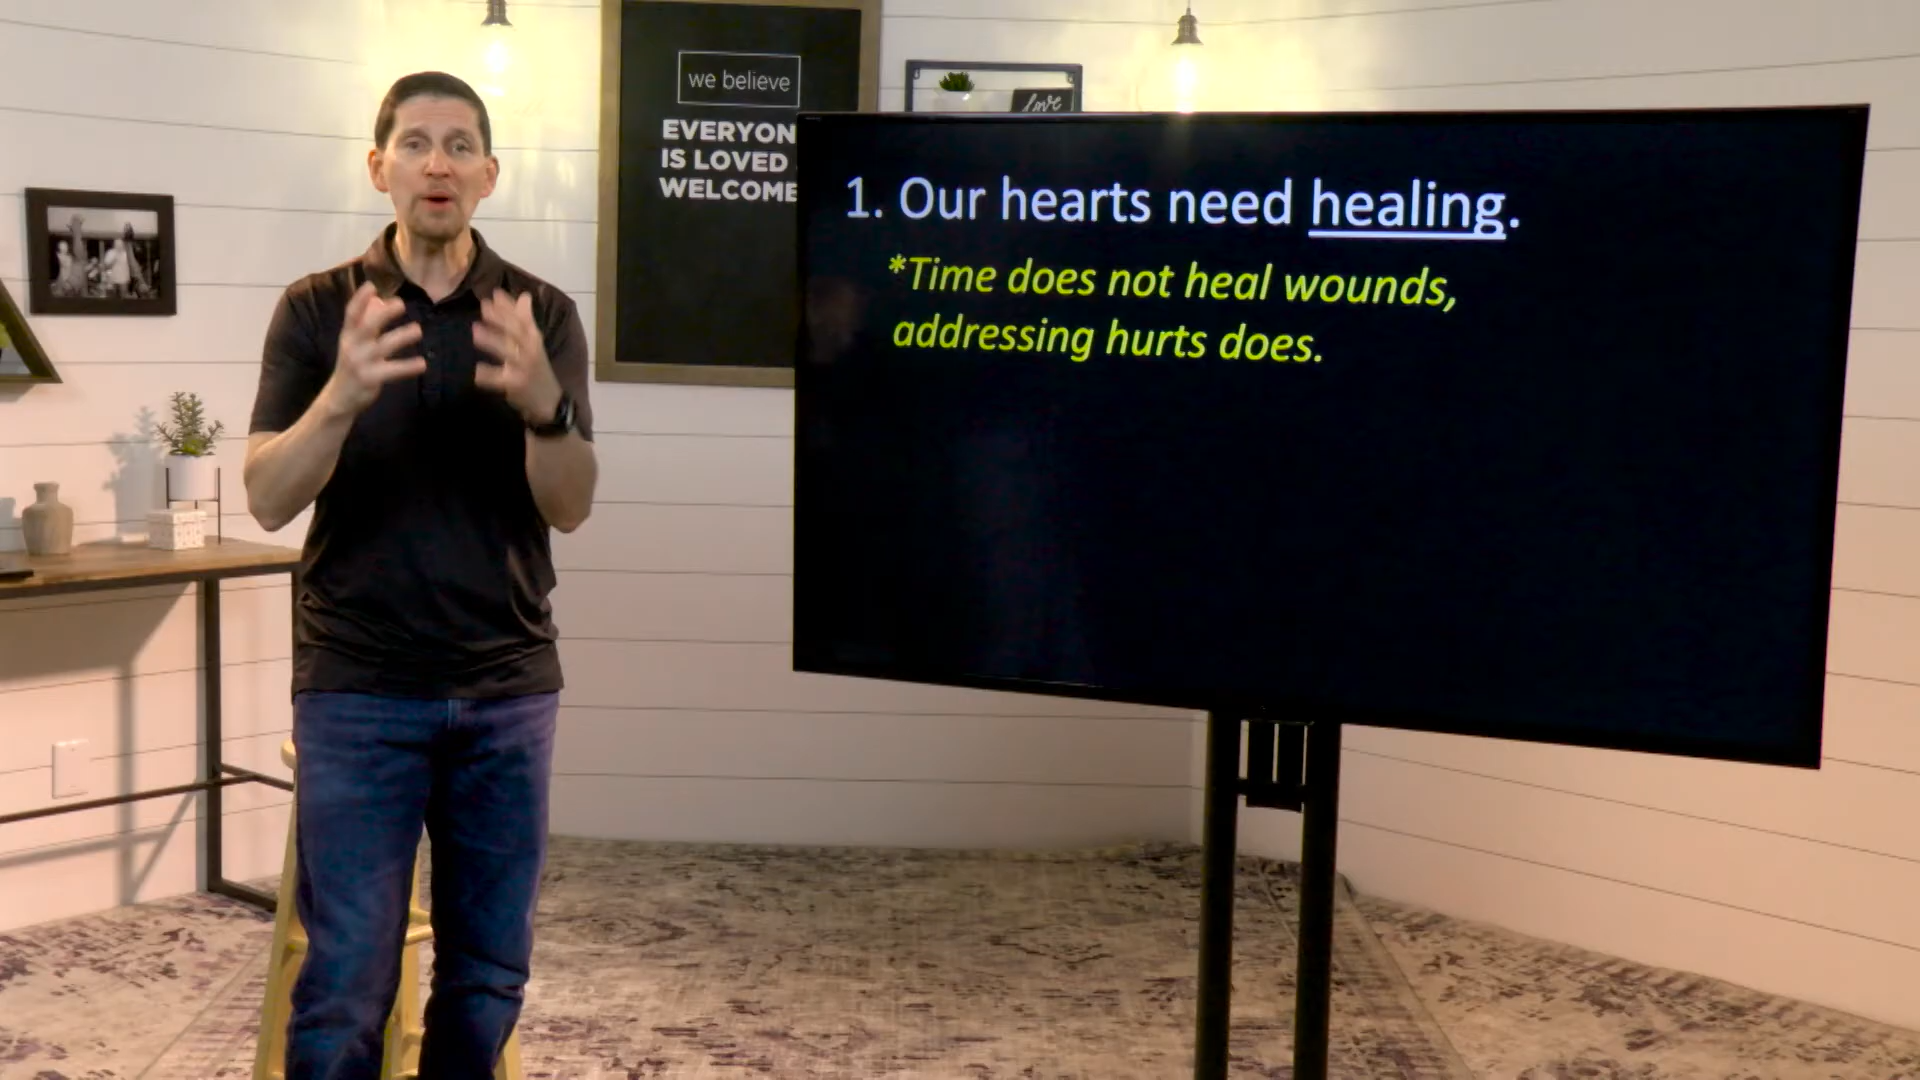 we believe
EVERYON
IS LOVED
WELCOME
love
1. Our hearts need healing.
*Time does not heal wounds,
addressing hurts does.